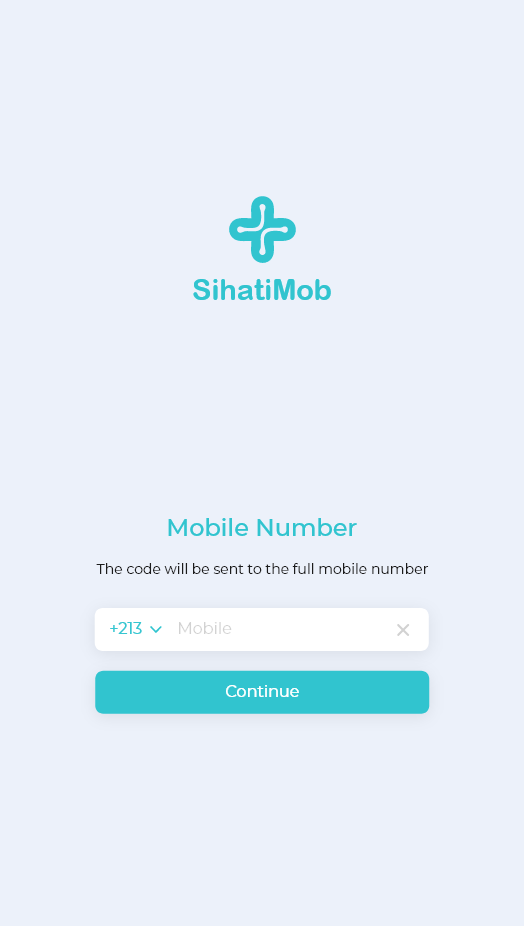 SihatiMob
Mobile Number
The code will be sent to the full mobile number
+213 Mobile
Continue